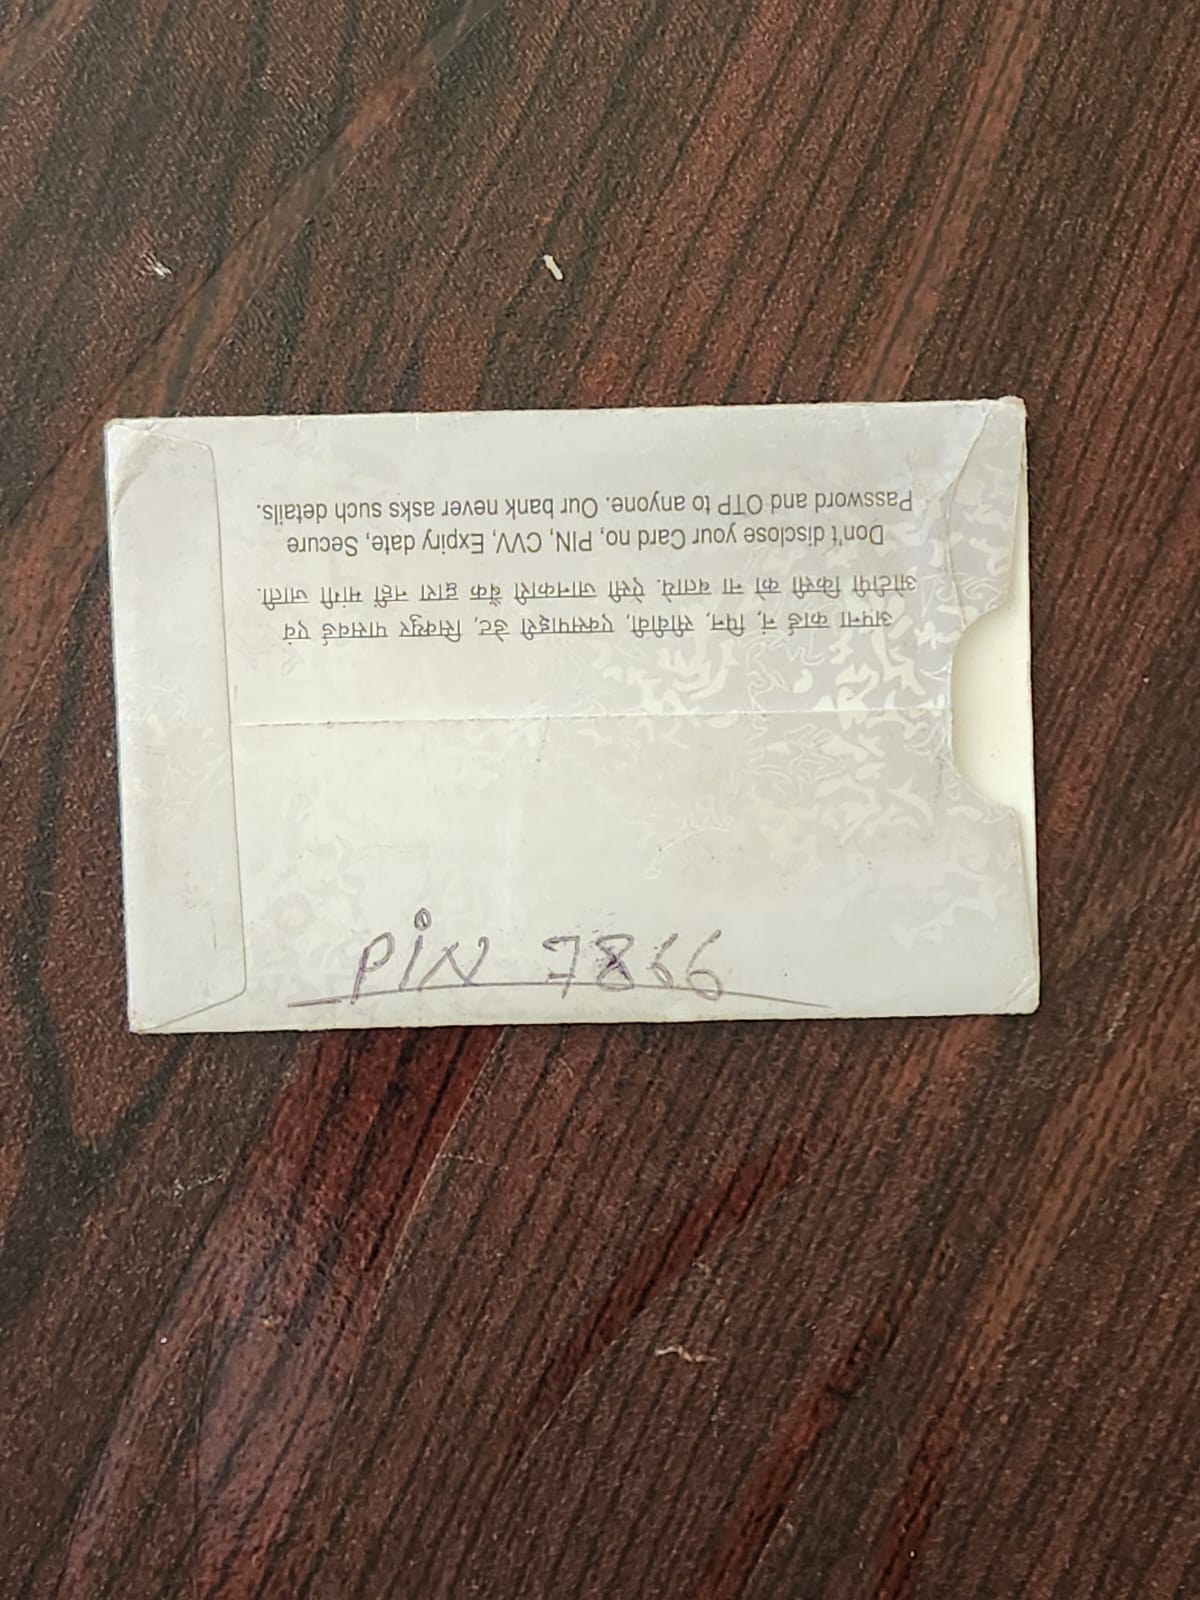 अपना कार्ड नं, पिन, सीवीवी, एक्सपाइरी डेट, सिक्युर पासवर्ड एवं
ओटीपी किसी को ना बताये. ऐसी जानकारी बैंक द्वारा नहीं मांगी जाती.
Don't disclose your Card no, PIN, CVV, Expiry date, Secure
Password and OTP to anyone. Our bank never asks such details.
PiN 7866